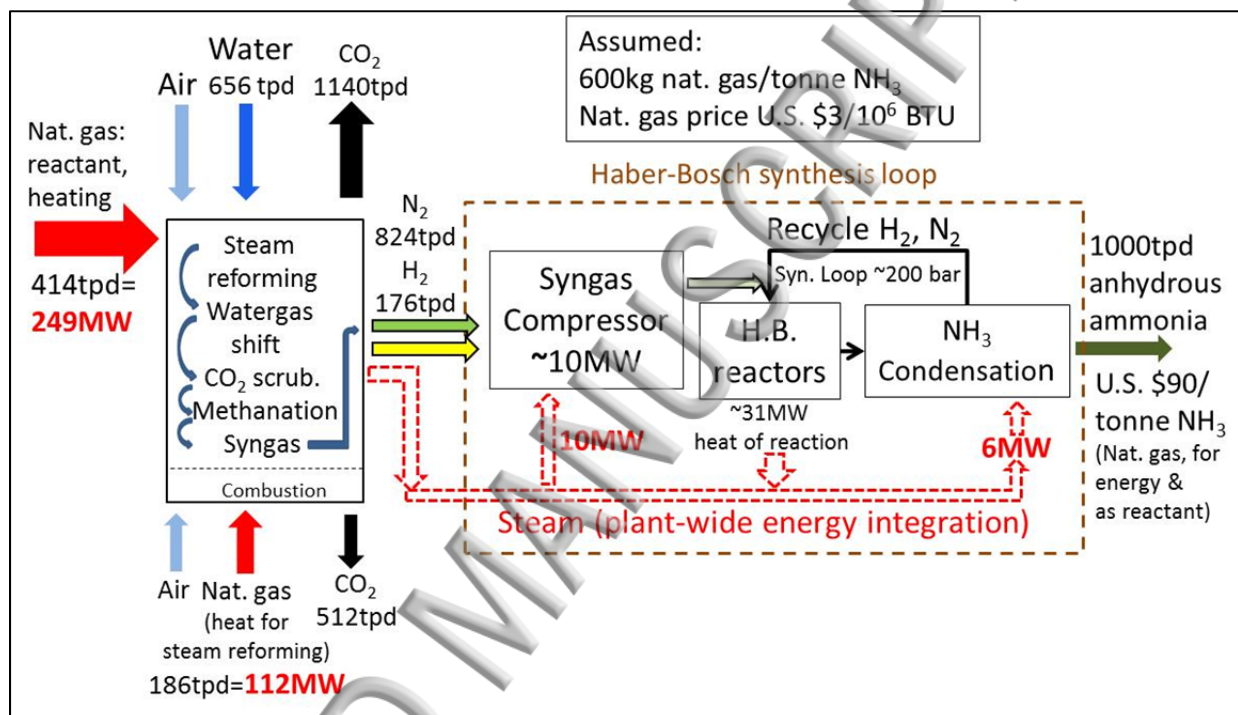 Assumed:
600kg nat. gas/tonne NH₃
Nat. gas price U.S. $3/10⁶ BTU
Air
Water
656 tpd
CO₂
1140tpd
Nat. gas:
reactant,
heating
414tpd=
249MW
Steam
reforming
Watergas
shift
CO₂ scrub.
Methanation
Syngas
Combustion
Air
Nat. gas
(heat for
steam reforming)
186tpd=112MW
CO₂
512tpd
N₂
824tpd
H₂
176tpd
Haber-Bosch synthesis loop
Syngas
Compressor
~10MW
Recycle H₂, N₂
Syn. Loop ~200 bar
H.B.
reactors
~31MW
heat of reaction
NH₃
Condensation
10MW
6MW
Steam (plant-wide energy integration)
1000tpd
anhydrous
ammonia
U.S. $90/
tonne NH₃
(Nat. gas, for
energy &
as reactant)
D MANUSCRIP